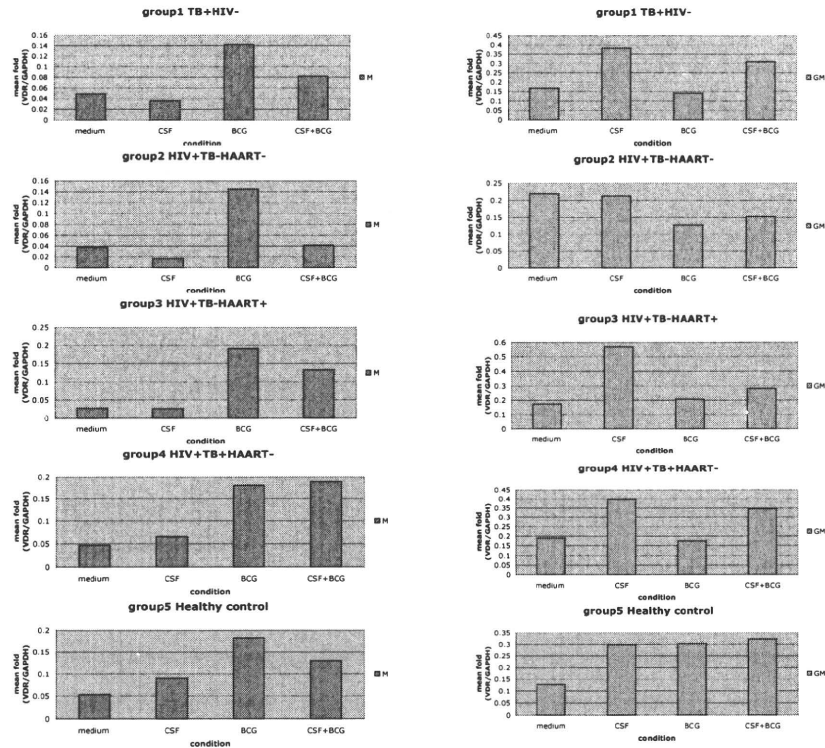 group1 TB+HIV-
mean fold
(VDR/GAPDH)
0.16
0.14
0.12
0.1
0.08
0.06
0.04
0.02
0
medium CSF BCG CSF+BCG
condition
M
group2 HIV+TB-HAART-
mean fold
(VDR/GAPDH)
0.16
0.14
0.12
0.1
0.08
0.06
0.04
0.02
0
medium CSF BCG CSF+BCG
condition
M
group3 HIV+TB-HAART+
mean fold
(VDR/GAPDH)
0.25
0.2
0.15
0.1
0.05
0
medium CSF BCG CSF+BCG
condition
M
group4 HIV+TB+HAART-
mean fold
(VDR/GAPDH)
0.2
0.15
0.1
0.05
0
medium CSF BCG CSF+BCG
condition
M
group5 Healthy control
mean fold
(VDR/GAPDH)
0.2
0.15
0.1
0.05
0
medium CSF BCG CSF+BCG
condition
M
group1 TB+HIV-
mean fold
(VDR/GAPDH)
0.45
0.4
0.35
0.3
0.25
0.2
0.15
0.1
0.05
0
medium CSF BCG CSF+BCG
condition
GM
group2 HIV+TB-HAART-
mean fold
(VDR/GAPDH)
0.25
0.2
0.15
0.1
0.05
0
medium CSF BCG CSF+BCG
condition
GM
group3 HIV+TB-HAART+
mean fold
(VDR/GAPDH)
0.6
0.5
0.4
0.3
0.2
0.1
0
medium CSF BCG CSF+BCG
condition
GM
group4 HIV+TB+HAART-
mean fold
(VDR/GAPDH)
0.45
0.4
0.35
0.3
0.25
0.2
0.15
0.1
0.05
0
medium CSF BCG CSF+BCG
condition
GM
group5 Healthy control
mean fold
(VDR/GAPDH)
0.35
0.3
0.25
0.2
0.15
0.1
0.05
0
medium CSF BCG CSF+BCG
condition
GM